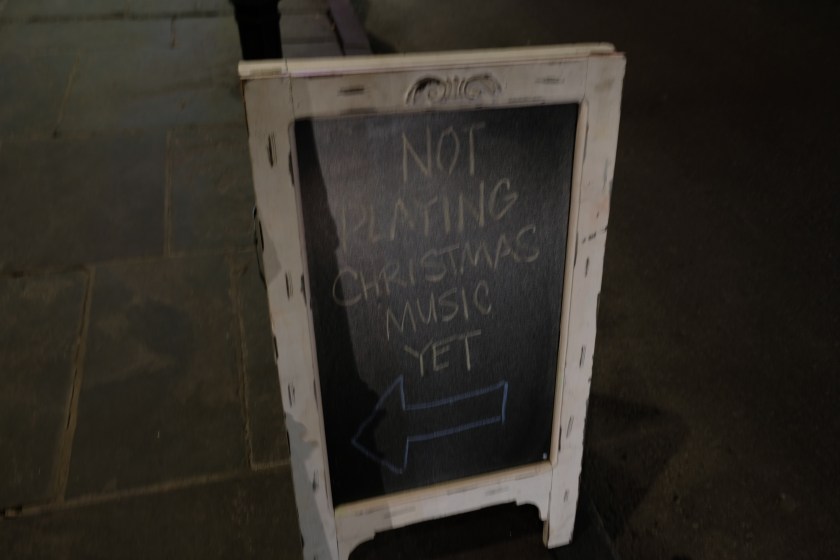 NOT
PLAYING
CHRISTMAS
MUSIC
YET